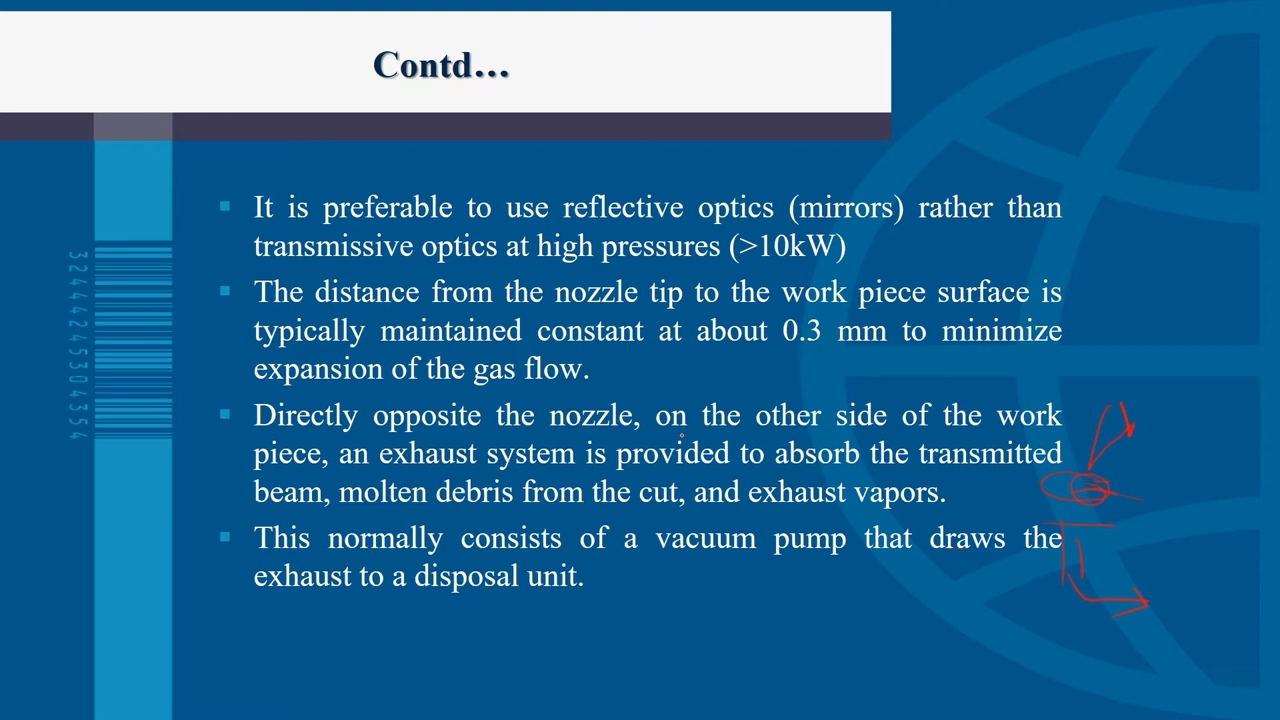 Contd…
It is preferable to use reflective optics (mirrors) rather than
transmissive optics at high pressures (>10kW)
The distance from the nozzle tip to the work piece surface is
typically maintained constant at about 0.3 mm to minimize
expansion of the gas flow.
Directly opposite the nozzle, on the other side of the work
piece, an exhaust system is provided to absorb the transmitted
beam, molten debris from the cut, and exhaust vapors.
This normally consists of a vacuum pump that draws the
exhaust to a disposal unit.
32444245304354